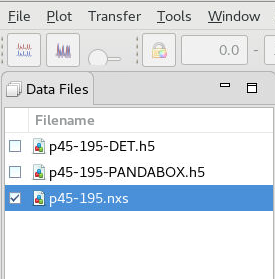 File Plot Transfer Tools Window
0.0 -
Data Files
Filename
p45-195-DET.h5
p45-195-PANDABOX.h5
p45-195.nxs